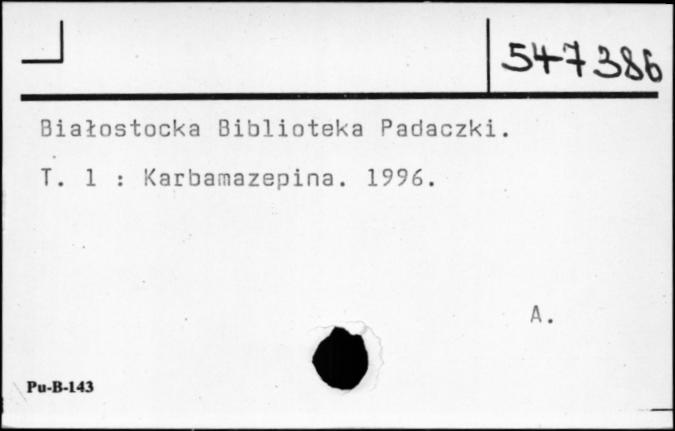 547386
Białostocka Biblioteka Padaczki.
T. 1 : Karbamazepina. 1996.
A.
Pu-B-143